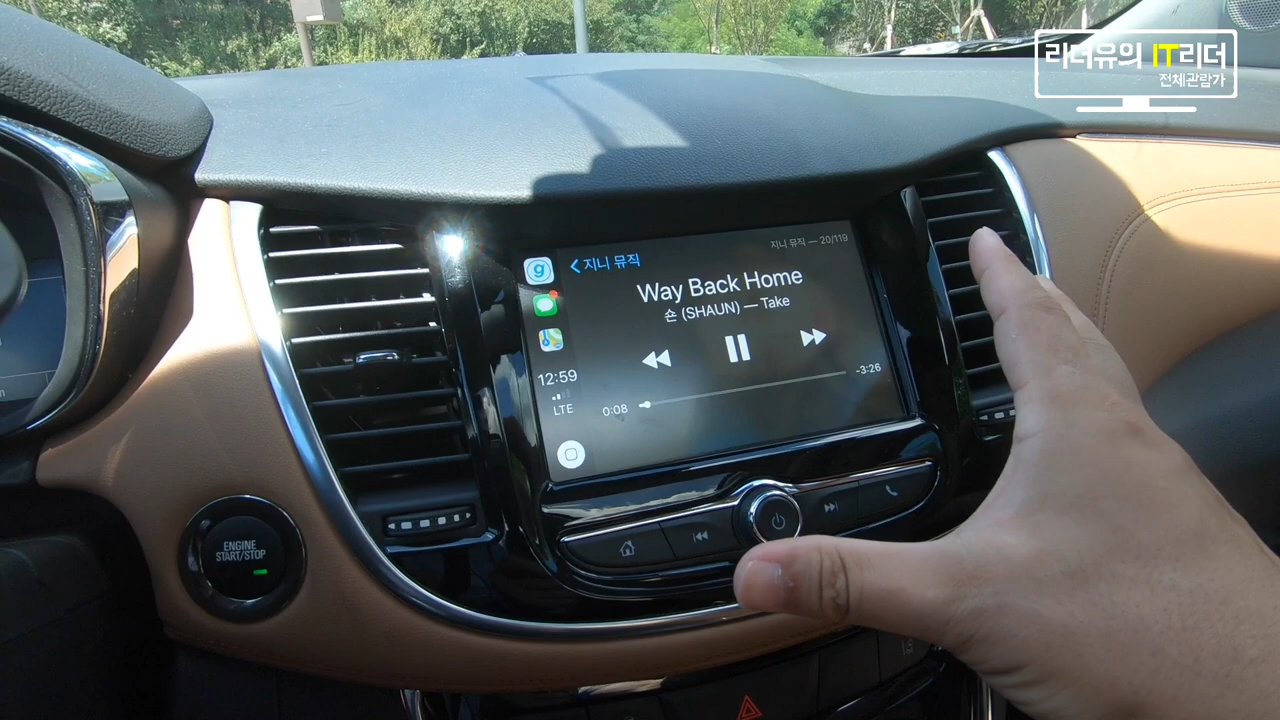 리더유의 IT리더
전체관람가
지니 뮤직
지니 뮤직 — 20/119
Way Back Home
숀 (SHAUN) — Take
12:59
LTE
0:08
-3:26
ENGINE
START/STOP